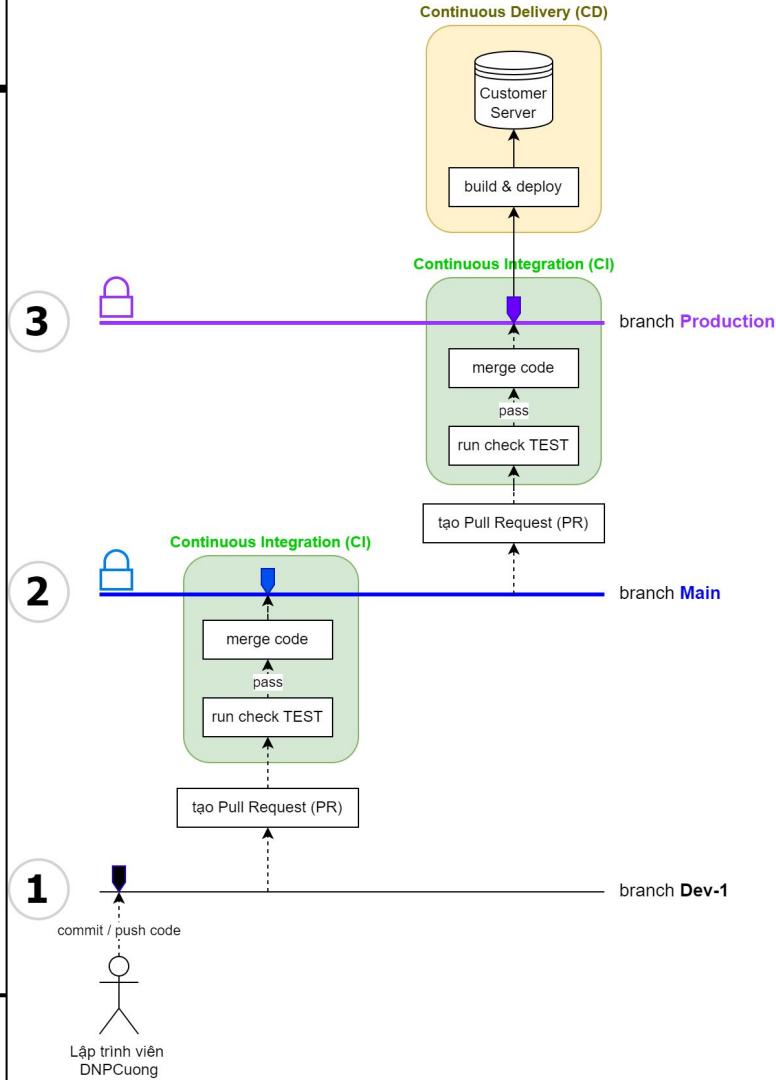 Continuous Delivery (CD)
Customer
Server
build & deploy
Continuous Integration (CI)
3
branch Production
merge code
pass
run check TEST
tạo Pull Request (PR)
Continuous Integration (CI)
2
branch Main
merge code
pass
run check TEST
tạo Pull Request (PR)
1
branch Dev-1
commit / push code
Lập trình viên
DNPCuong